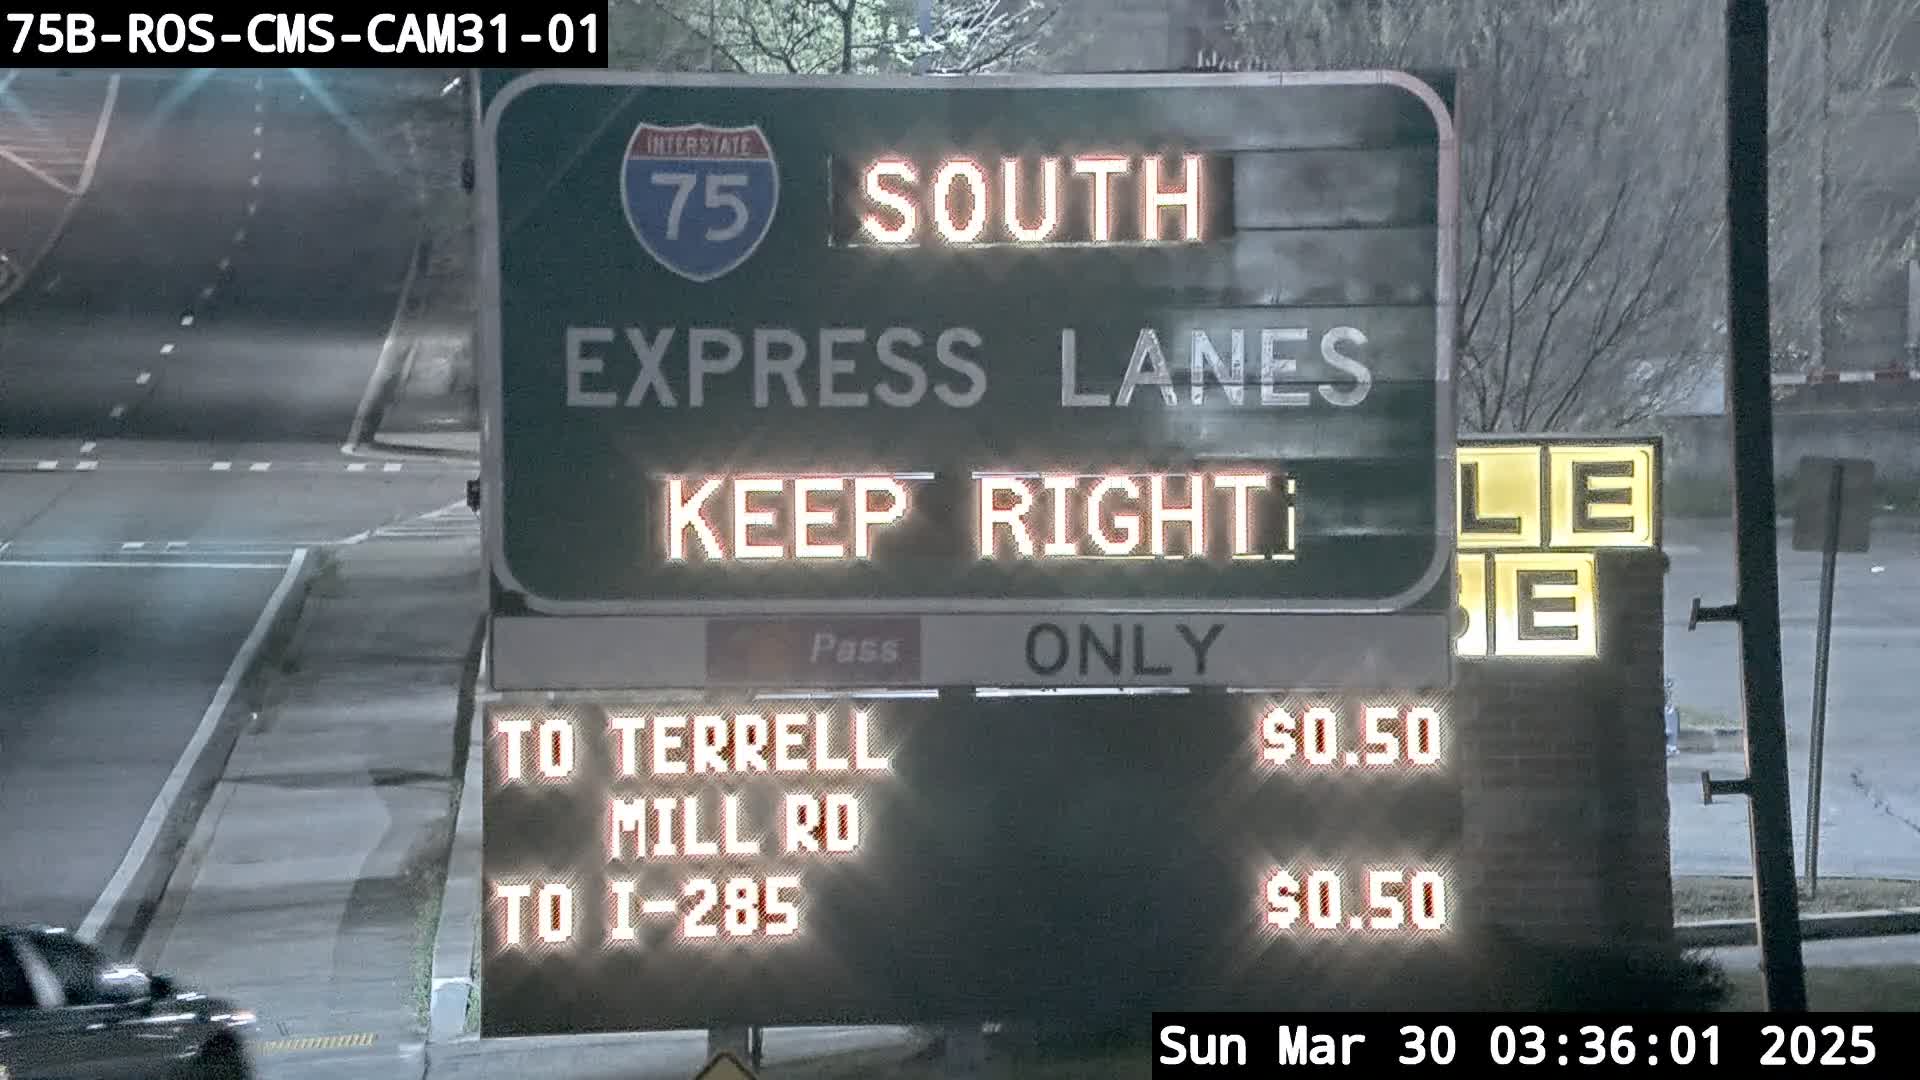 75B-ROS-CMS-CAM31-01
INTERSTATE
75
SOUTH
EXPRESS LANES
KEEP RIGHT
Pass ONLY
TO TERRELL $0.50
MILL RD
TO I-285 $0.50
LE
E
Sun Mar 30 03:36:01 2025